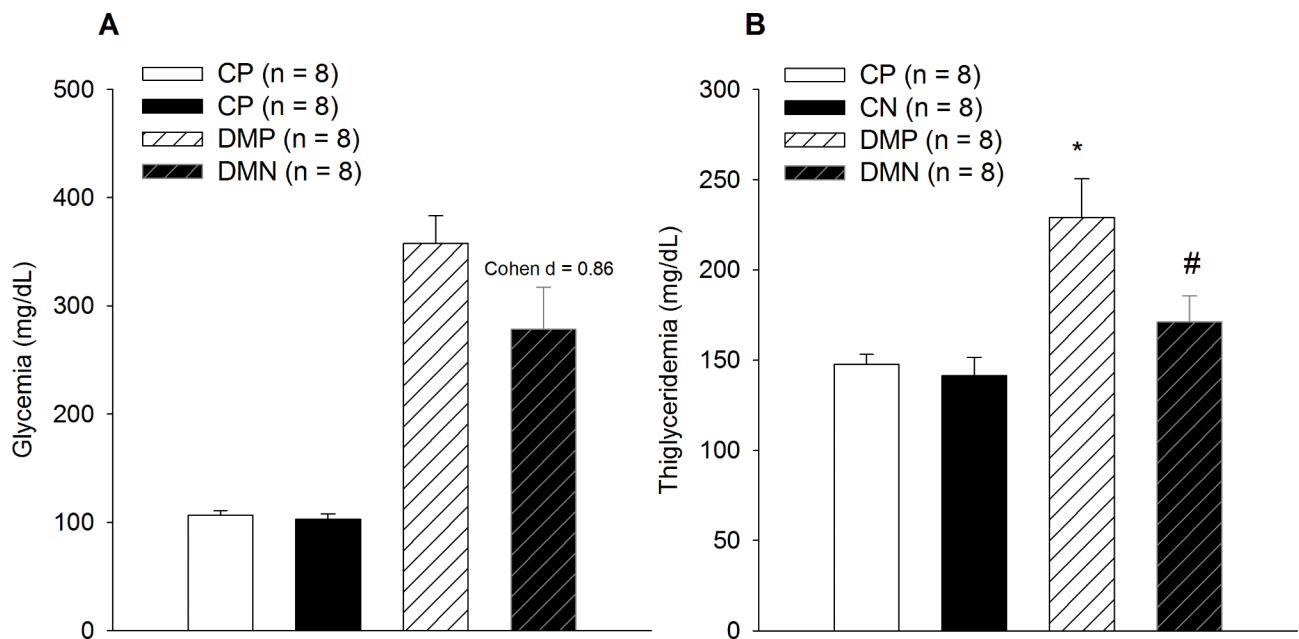 A
CP (n = 8)
CP (n = 8)
DMP (n = 8)
DMN (n = 8)
Glycemia (mg/dL)
500
400
300
200
100
0
Cohen d = 0.86
B
CP (n = 8)
CN (n = 8)
DMP (n = 8)
DMN (n = 8)
Thiglyceridemia (mg/dL)
300
250
200
150
100
50
0
*
#